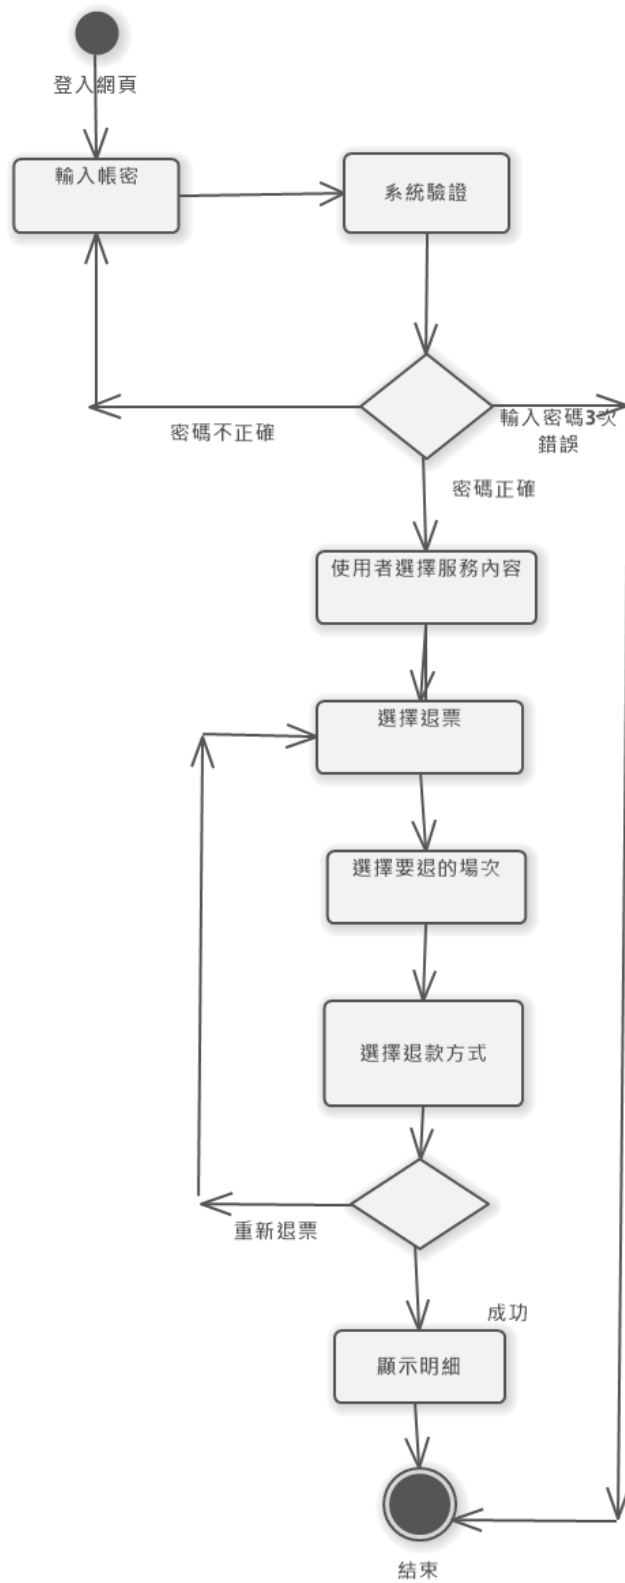 登入網頁
輸入帳密
系統驗證
密碼不正確
輸入密碼3次
錯誤
密碼正確
使用者選擇服務內容
選擇退票
選擇要退的場次
選擇退款方式
重新退票
成功
顯示明細
結束